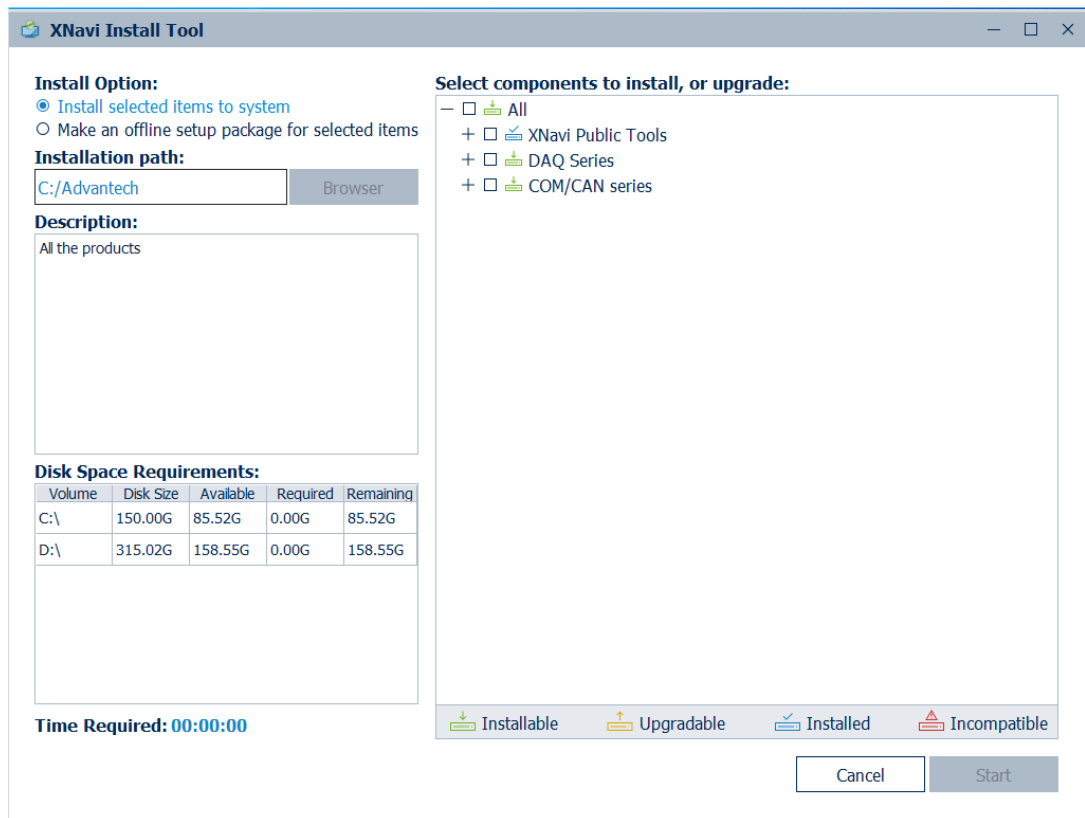 XNavi Install Tool
Install Option:
Install selected items to system
Make an offline setup package for selected items
Installation path:
C:/Advantech
Browser
Description:
All the products
Disk Space Requirements:
Volume Disk Size Available Required Remaining
C:\ 150.00G 85.52G 0.00G 85.52G
D:\ 315.02G 158.55G 0.00G 158.55G
Time Required: 00:00:00
Select components to install, or upgrade:
All
XNavi Public Tools
DAQ Series
COM/CAN series
Installable Upgradable Installed Incompatible
Cancel Start